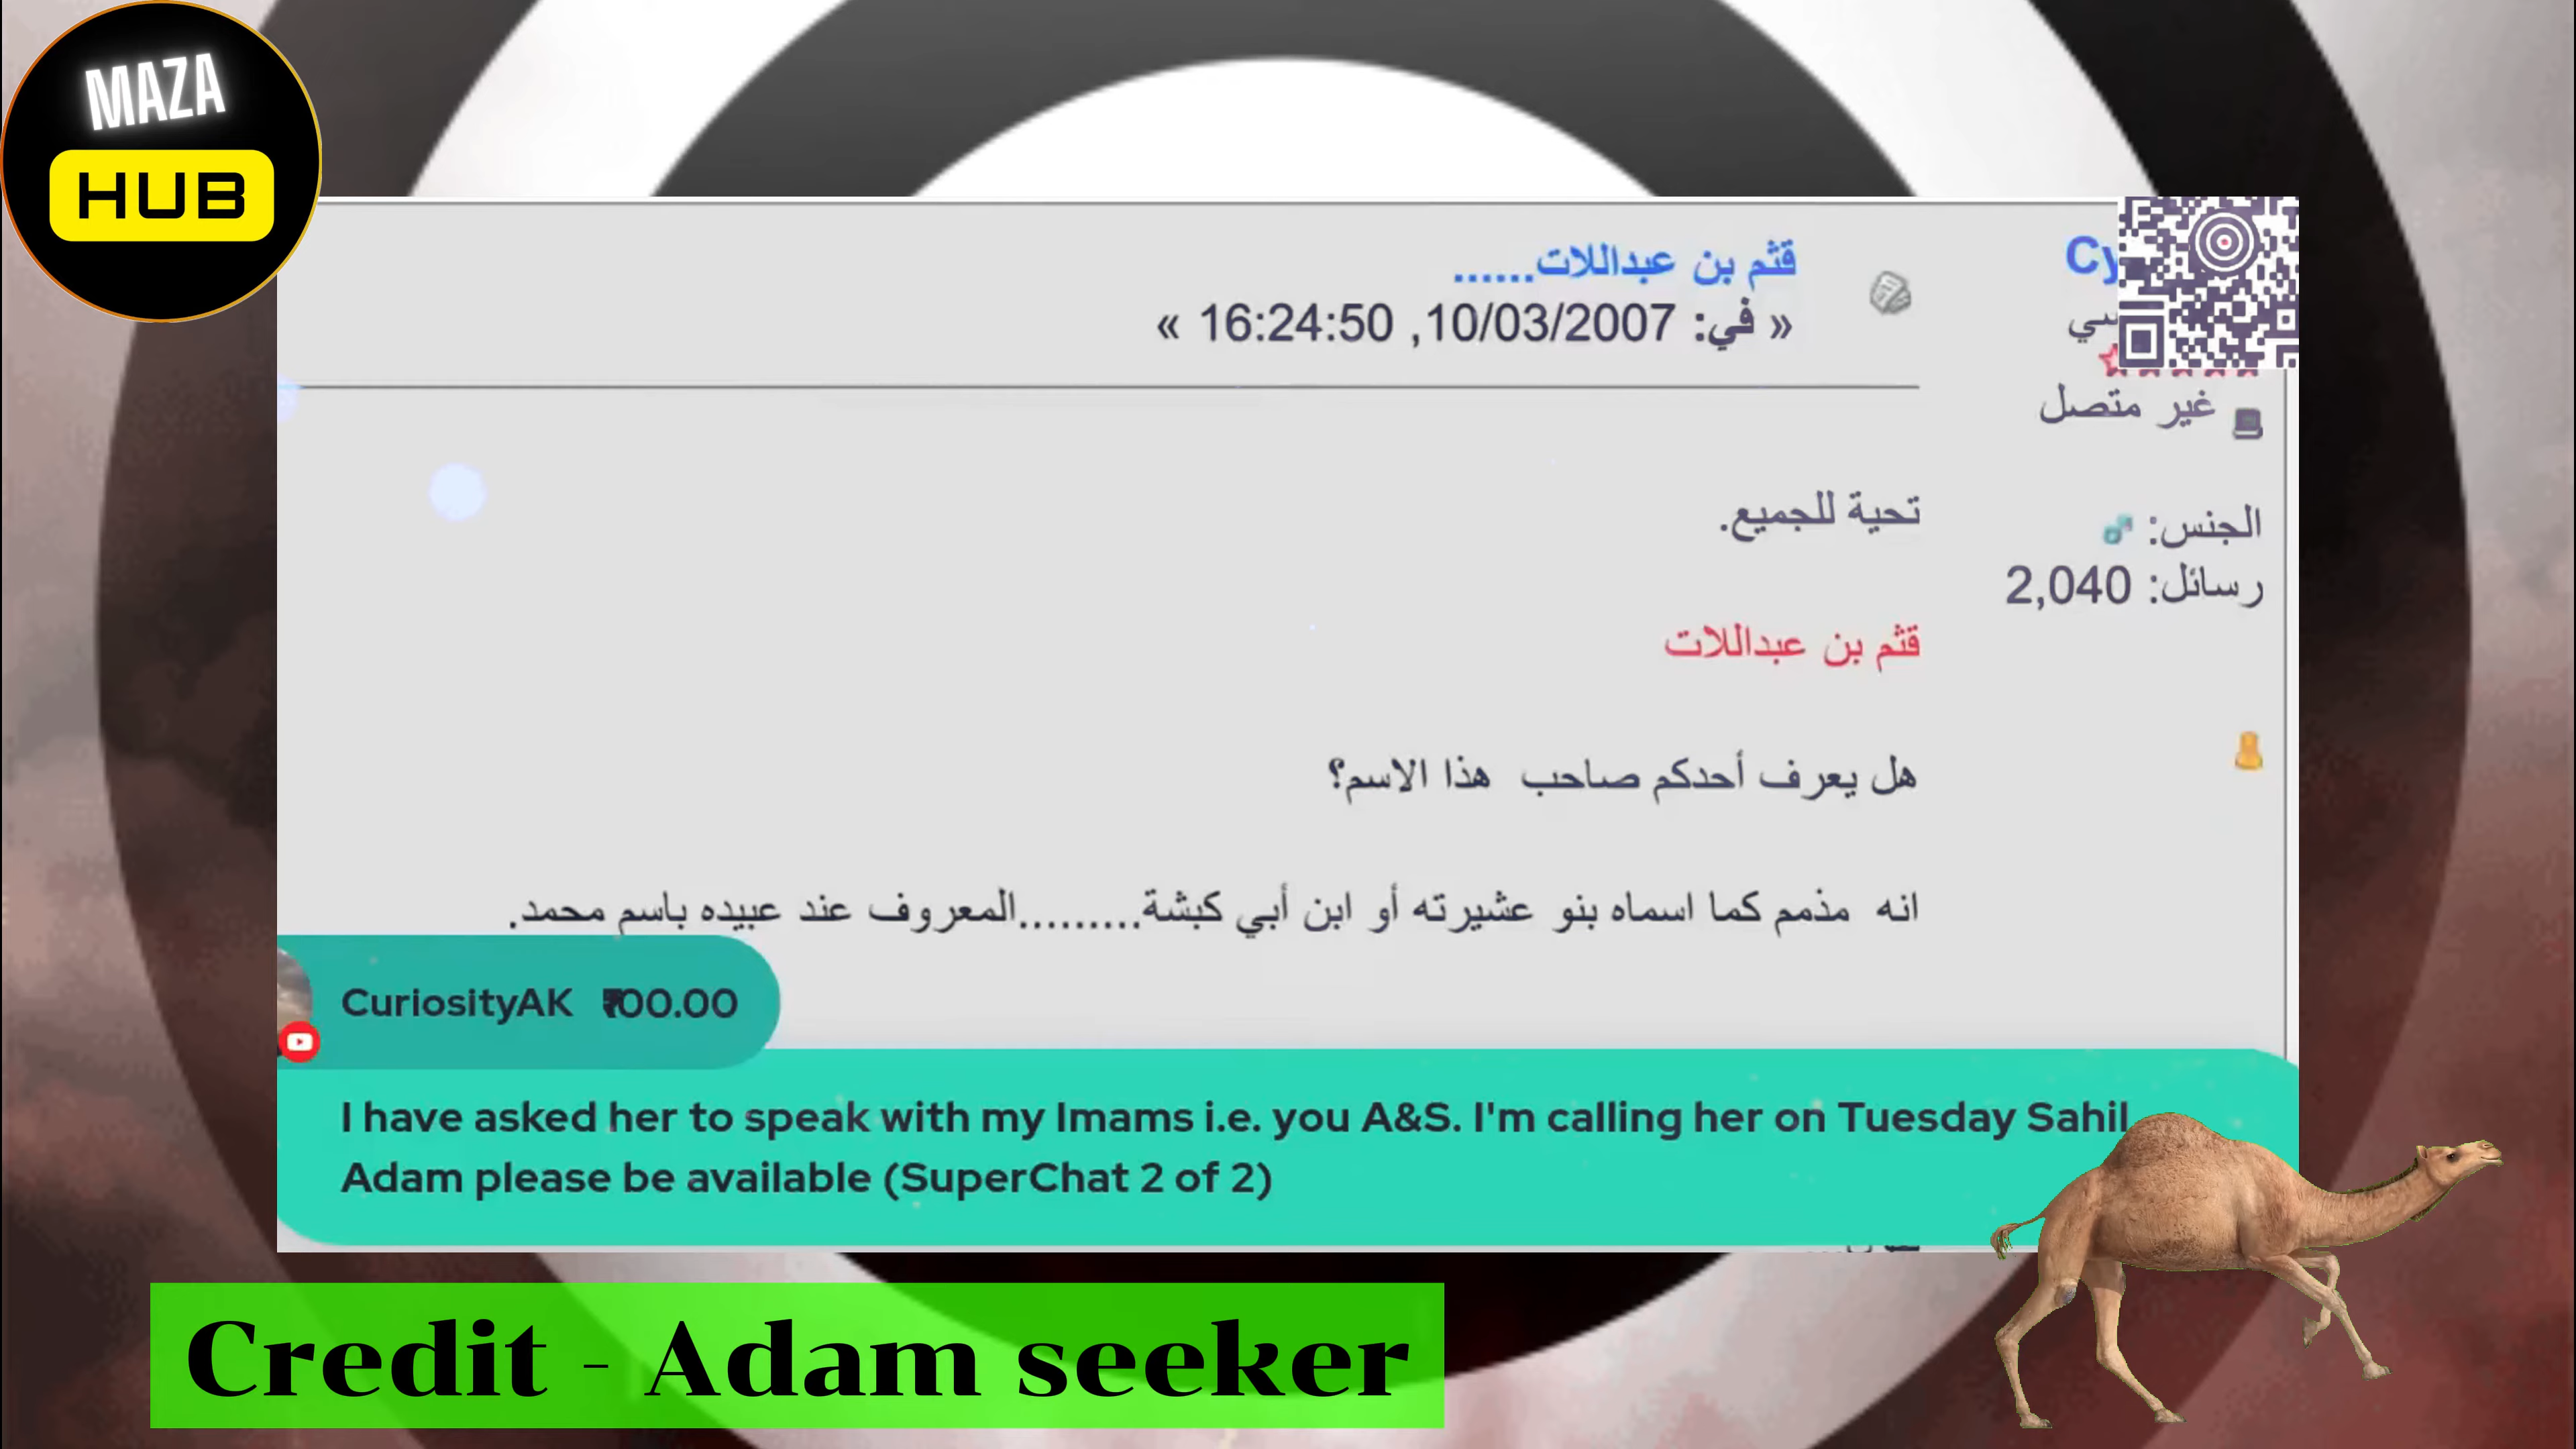 MAZA
HUB
قثم بن عبداللات......
« في: 10/03/2007, 16:24:50 »
Cy
غير متصل
الجنس:
رسائل: 2,040
تحية للجميع.
قثم بن عبداللات
هل يعرف أحدكم صاحب هذا الاسم؟
انه مذمم كما اسماه بنو عشيرته أو ابن أبي كبشة.........المعروف عند عبيده باسم محمد.
CuriosityAK
I have asked her to speak with my Imams i.e. you A&S. I'm calling her on Tuesday Sahil
Adam please be available (SuperChat 2 of 2)
Credit - Adam seeker